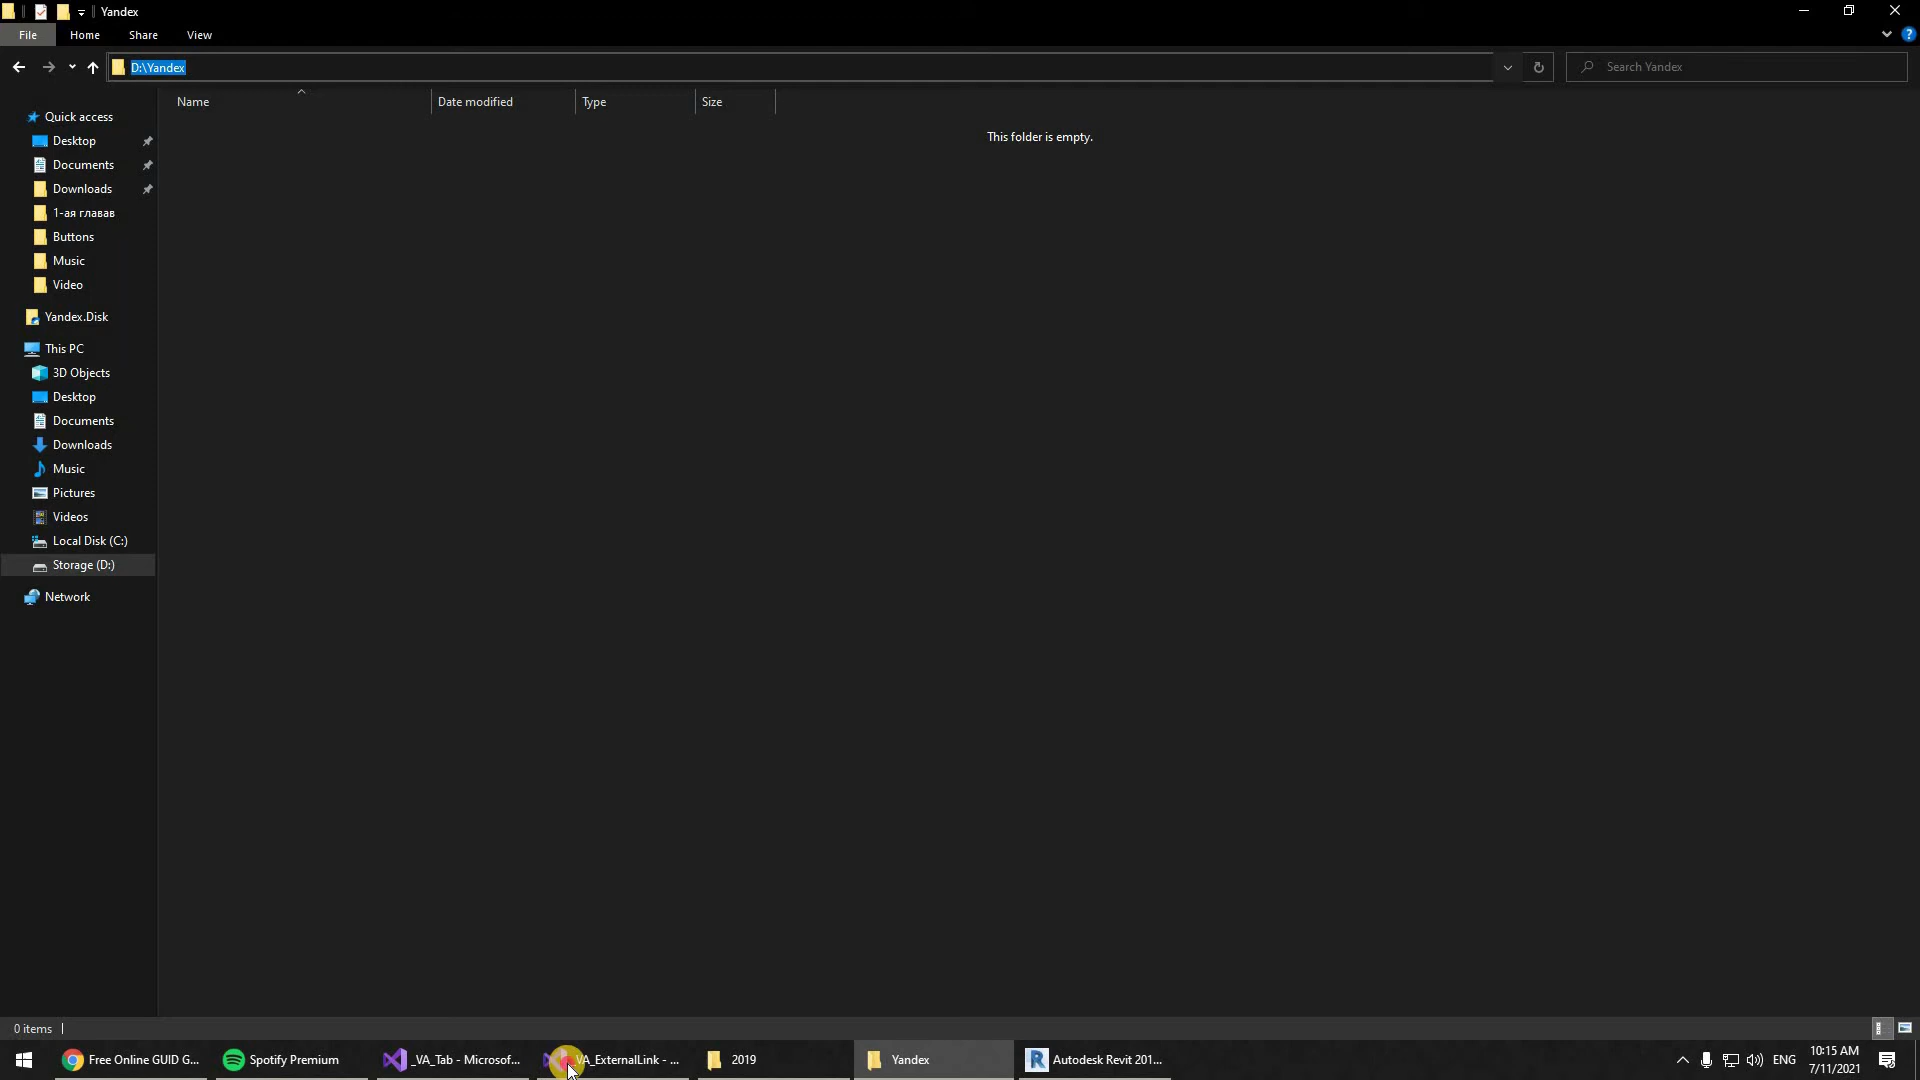 Yandex
File Home Share View
D:\Yandex
Search Yandex
Name Date modified Type Size
This folder is empty.
Quick access
Desktop
Documents
Downloads
1-ая главав
Buttons
Music
Video
Yandex.Disk
This PC
3D Objects
Desktop
Documents
Downloads
Music
Pictures
Videos
Local Disk (C:)
Storage (D:)
Network
0 items
Free Online GUID G...
Spotify Premium
_VA_Tab - Microsof...
VA_ExternalLink - ...
2019
Yandex
Autodesk Revit 201...
ENG
10:15 AM
7/11/2021